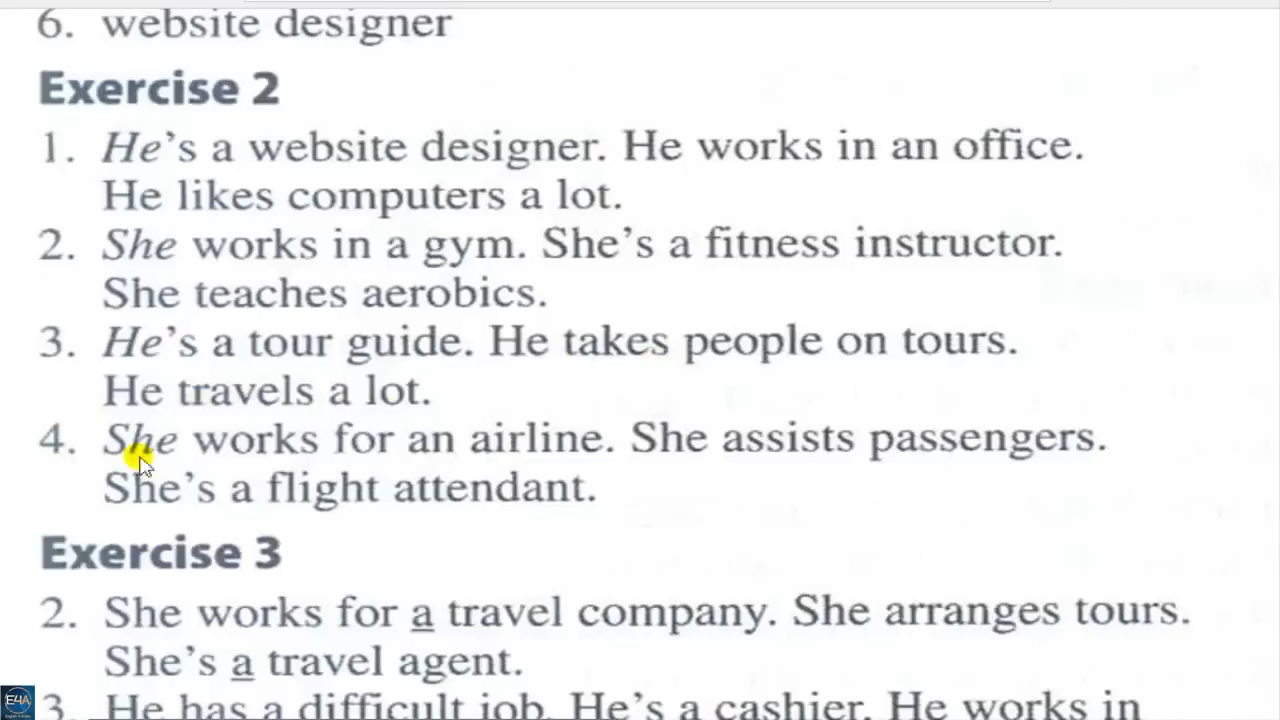 6. website designer
Exercise 2
1. He's a website designer. He works in an office.
He likes computers a lot.
2. She works in a gym. She's a fitness instructor.
She teaches aerobics.
3. He's a tour guide. He takes people on tours.
He travels a lot.
4. She works for an airline. She assists passengers.
She's a flight attendant.
Exercise 3
2. She works for a travel company. She arranges tours.
She's a travel agent.
E4A
3. He has a difficult job. He's a cashier. He works in